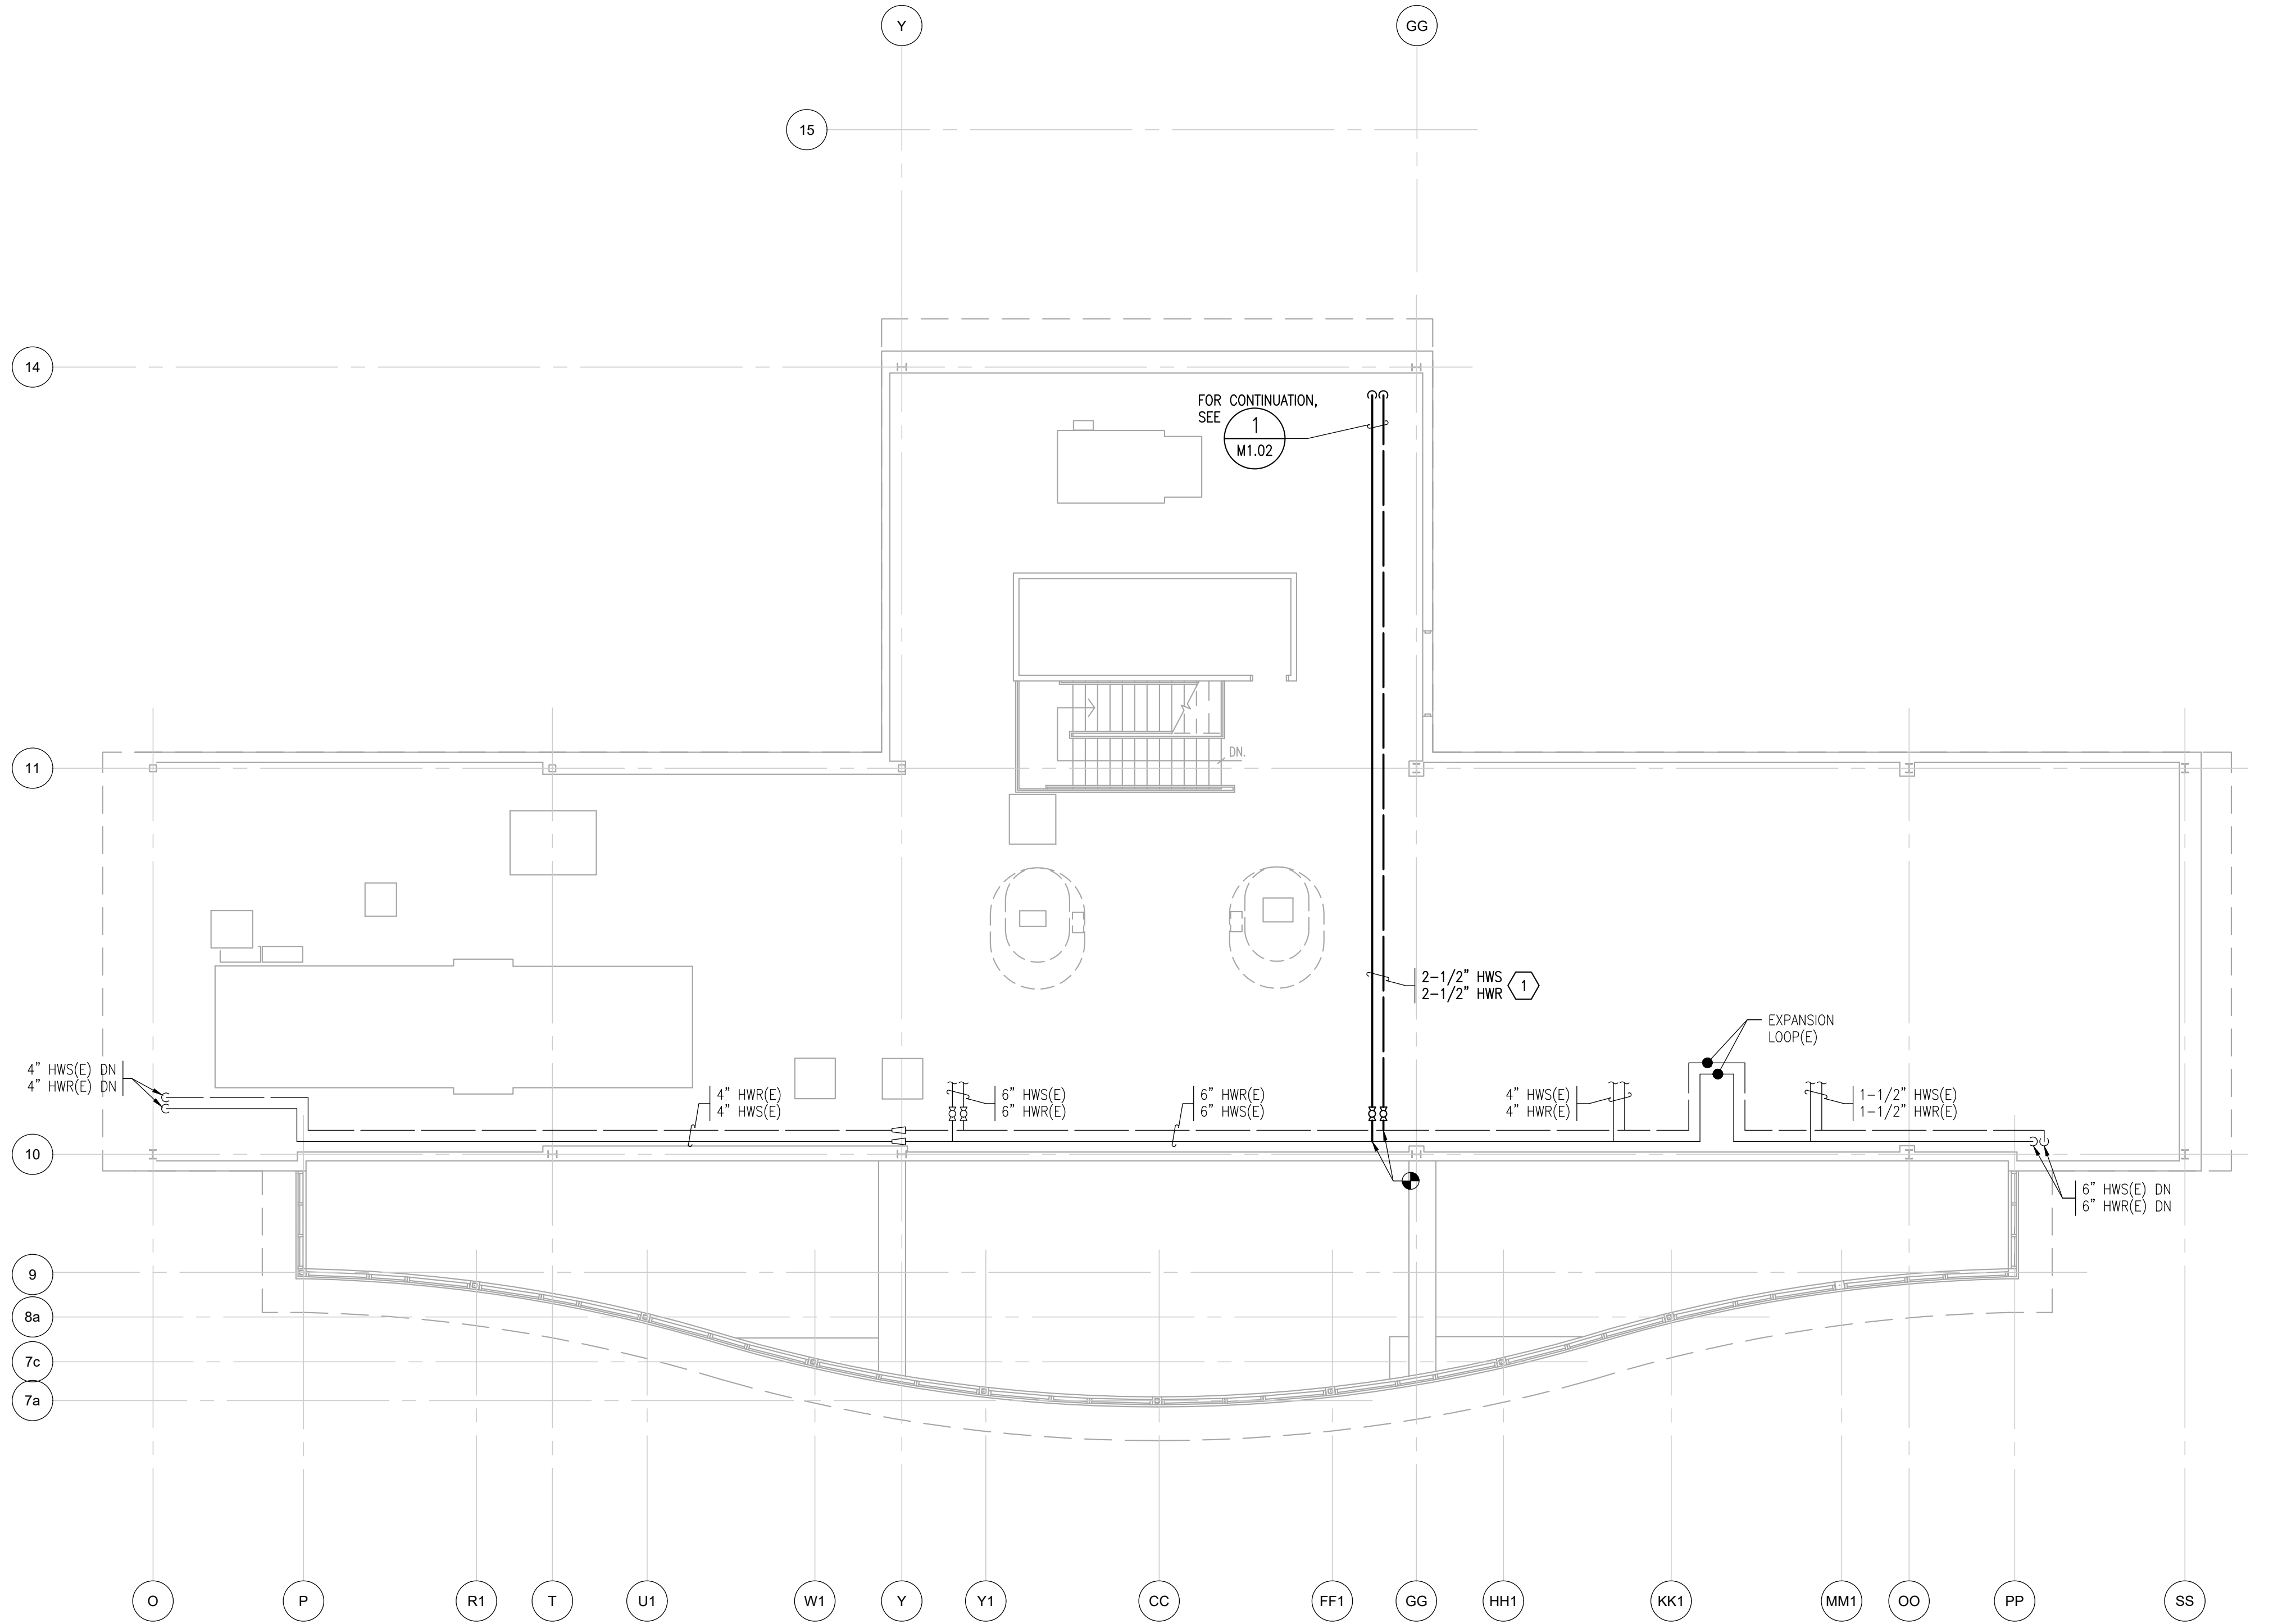 Y
GG
15
14
FOR CONTINUATION,
SEE
1
M1.02
DN.
11
2-1/2" HWS
2-1/2" HWR
1
EXPANSION
LOOP(E)
4" HWS(E) DN
4" HWR(E) DN
4" HWR(E)
4" HWS(E)
6" HWS(E)
6" HWR(E)
6" HWR(E)
6" HWS(E)
4" HWS(E)
4" HWR(E)
1-1/2" HWS(E)
1-1/2" HWR(E)
10
6" HWS(E) DN
6" HWR(E) DN
9
8a
7c
7a
O
P
R1
T
U1
W1
Y
Y1
CC
FF1
GG
HH1
KK1
MM1
OO
PP
SS